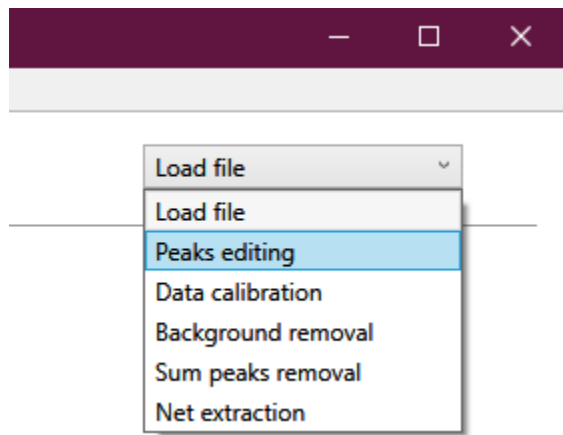 Load file
Load file
Peaks editing
Data calibration
Background removal
Sum peaks removal
Net extraction